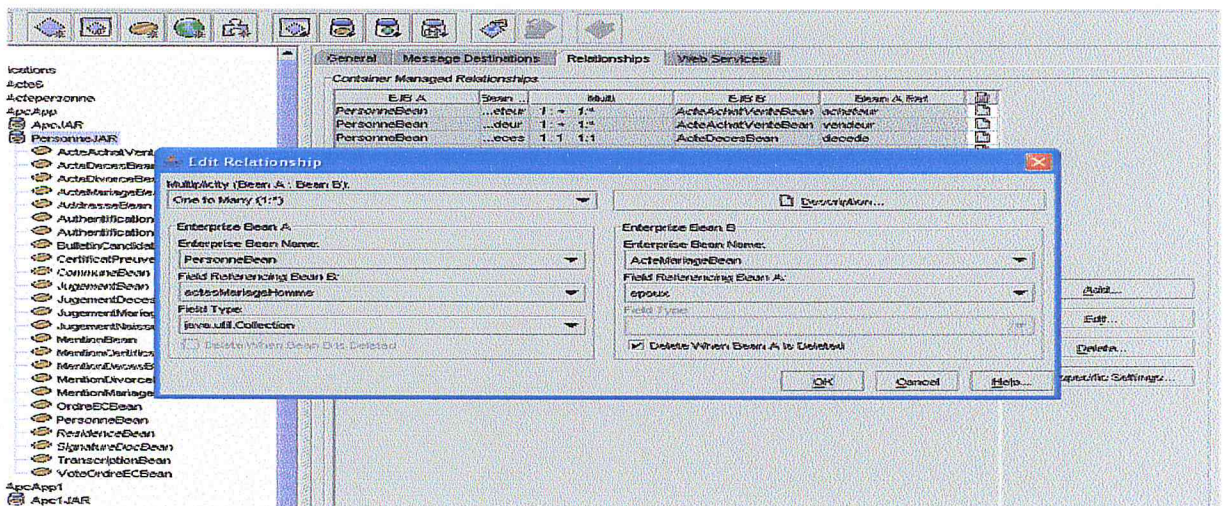 General Message Destinations Relationships Web Services
Container Managed Relationships
ications
Actes
Actepersonne
ApcApp
ApcJAR
PersonneJAR
ActeAchatVent
ActeDecesBean
ActeDivorceBea
ActeMariageBe
AddresseBean
Authentification
Authentification
BulletinCandidat
CertificatPreuve
CommuneBean
JugementBean
JugementDeces
JugementMariag
JugementNaissa
MentionBean
MentionDecesB
MentionDivorceB
MentionMariage
OrdreECBean
PersonneBean
ResidenceBean
SignatureDocBean
TranscriptionBean
VoteOrdreECBean
ApcApp1
Apc1JAR
EJB A Bean ... Multi EJB B Bean A Ref
PersonneBean ...eteur 1 : * 1:* ActeAchatVenteBean acheteur
PersonneBean ...deur 1 : * 1:* ActeAchatVenteBean vendeur
PersonneBean ...eces 1 : 1 1:1 ActeDecesBean decede
Edit Relationship
Multiplicity (Bean A : Bean B):
One to Many (1:*)
Description...
Enterprise Bean A
Enterprise Bean Name:
PersonneBean
Field Referencing Bean B:
actesMariageHomme
Field Type:
java.util.Collection
Delete When Bean B Is Deleted
Enterprise Bean B
Enterprise Bean Name:
ActeMariageBean
Field Referencing Bean A:
epoux
Field Type:
Delete When Bean A Is Deleted
OK Cancel Help...
Add...
Edit...
Delete...
specific Settings...